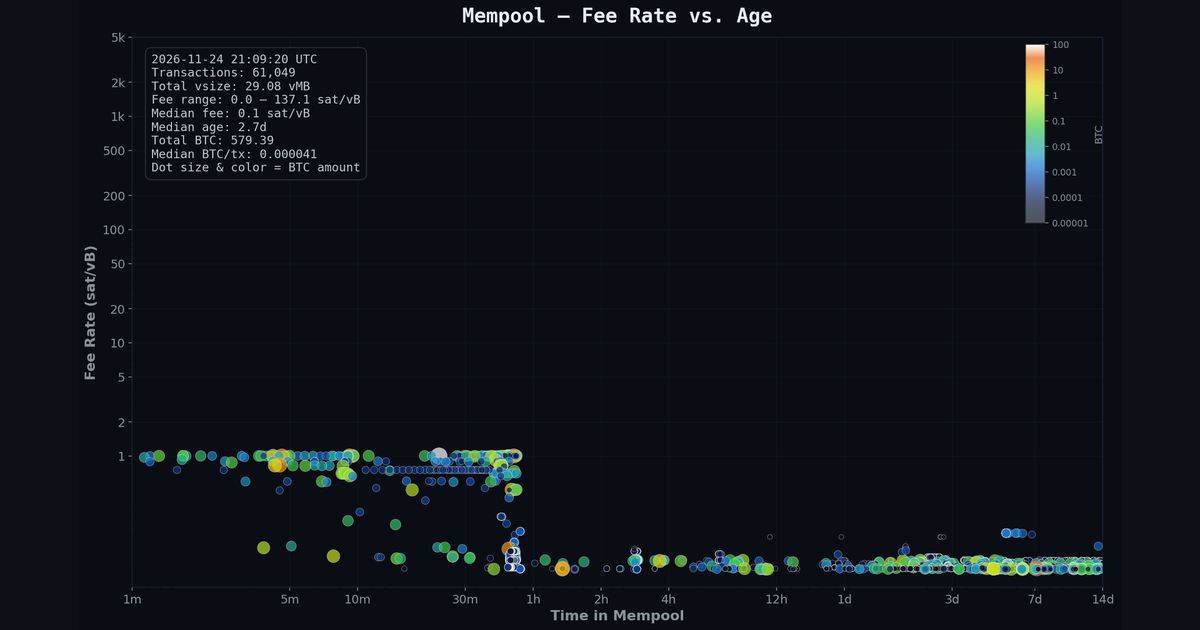 Mempool — Fee Rate vs. Age
2026-11-24 21:09:20 UTC
Transactions: 61,049
Total vsize: 29.08 vMB
Fee range: 0.0 — 137.1 sat/vB
Median fee: 0.1 sat/vB
Median age: 2.7d
Total BTC: 579.39
Median BTC/tx: 0.000041
Dot size & color = BTC amount
100
10
1
0.1
0.01
0.001
0.0001
0.00001
BTC
Fee Rate (sat/vB)
5k
2k
1k
500
200
100
50
20
10
5
2
1
1m
5m
10m
30m
1h
2h
4h
12h
1d
3d
7d
14d
Time in Mempool